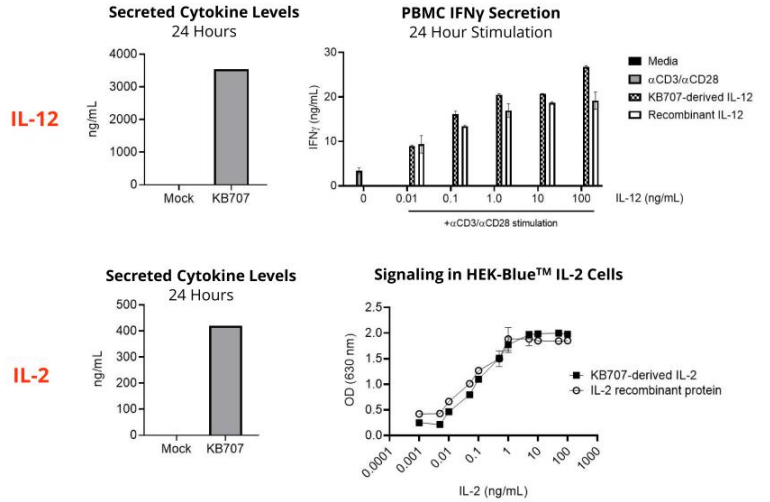 Secreted Cytokine Levels
24 Hours
IL-12
ng/mL
4000
3000
2000
1000
0
Mock KB707
PBMC IFNγ Secretion
24 Hour Stimulation
IFNγ (ng/mL)
30
20
10
0
0 0.01 0.1 1.0 10 100 IL-12 (ng/mL)
+αCD3/αCD28 stimulation
Media
αCD3/αCD28
KB707-derived IL-12
Recombinant IL-12
Secreted Cytokine Levels
24 Hours
IL-2
ng/mL
500
400
300
200
100
0
Mock KB707
Signaling in HEK-Blue™ IL-2 Cells
OD (630 nm)
2.5
2.0
1.5
1.0
0.5
0.0
0.0001 0.001 0.01 0.1 1 10 100 1000
IL-2 (ng/mL)
KB707-derived IL-2
IL-2 recombinant protein